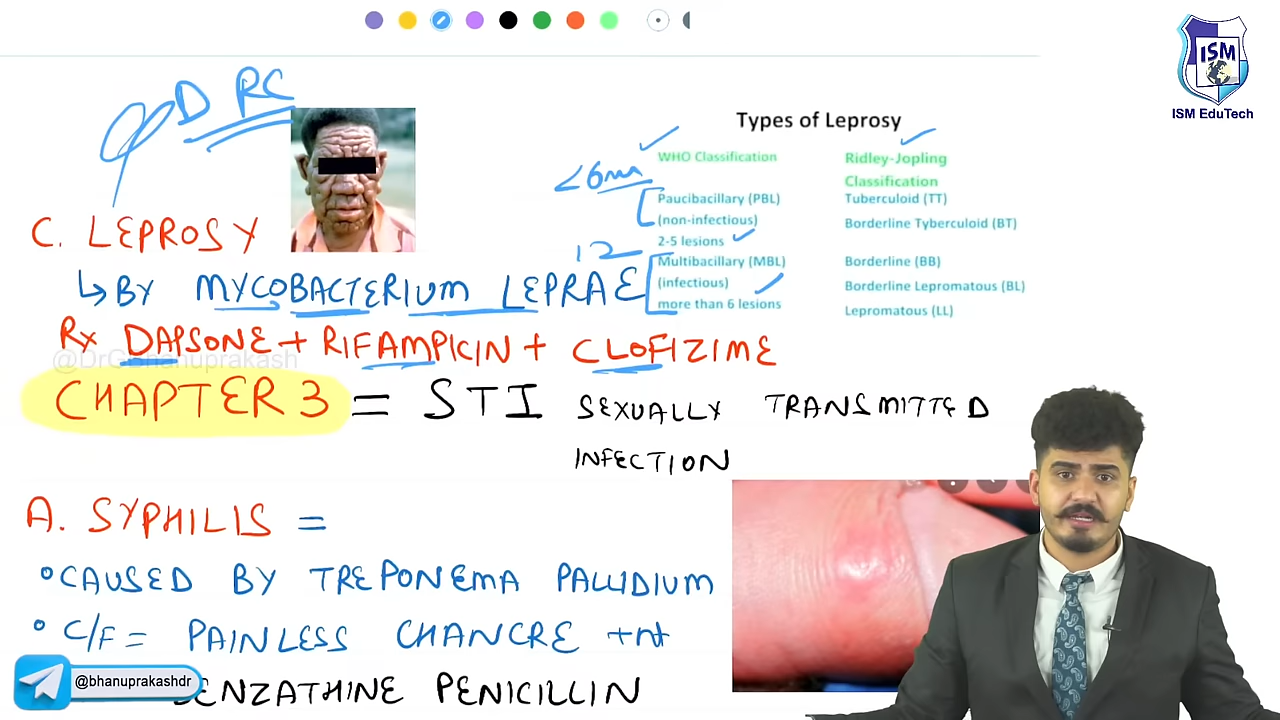 D RC
ISM
ISM EduTech
Types of Leprosy
WHO Classification
Ridley-Jopling
Classification
<6m
Paucibacillary (PBL)
(non-infectious)
2-5 lesions
Tuberculoid (TT)
Borderline Tyberculoid (BT)
12
Multibacillary (MBL)
(infectious)
more than 6 lesions
Borderline (BB)
Borderline Lepromatous (BL)
Lepromatous (LL)
C. LEPROSY
↳ BY MYCOBACTERIUM LEPRAE
Rx DAPSONE + RIFAMPICIN + CLOFIZIME
@DrGBhanuprakash
CHAPTER 3 = STI SEXUALLY TRANSMITTED
INFECTION
A. SYPHILIS =
° CAUSED BY TREPONEMA PALLIDIUM
° C/F = PAINLESS CHANCRE +nt
@bhanuprakashdr
ENZATHINE PENICILLIN